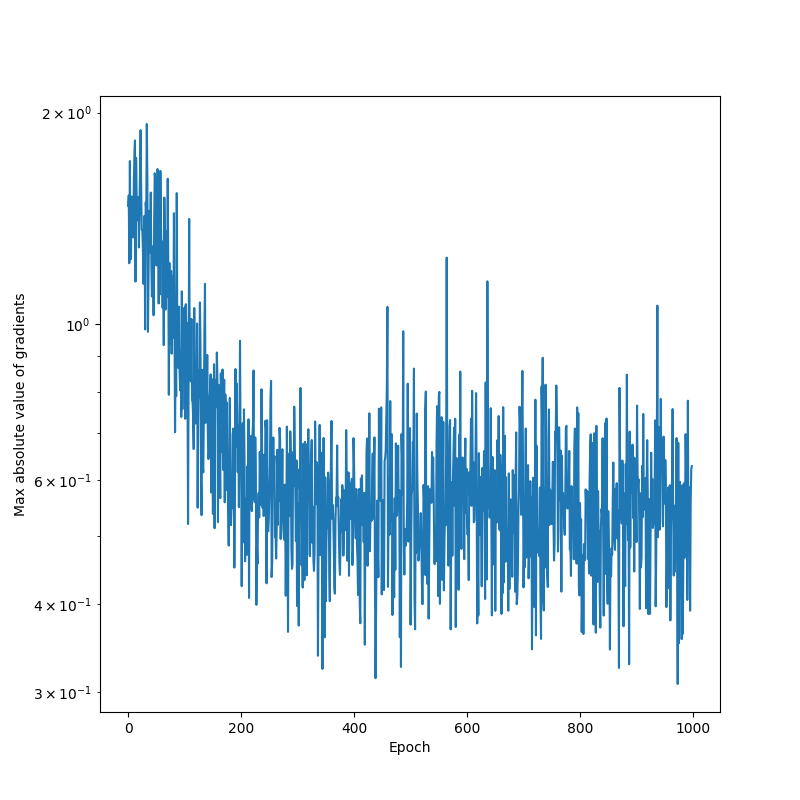 2 × 10⁰
10⁰
6 × 10⁻¹
4 × 10⁻¹
3 × 10⁻¹
Max absolute value of gradients
0 200 400 600 800 1000
Epoch